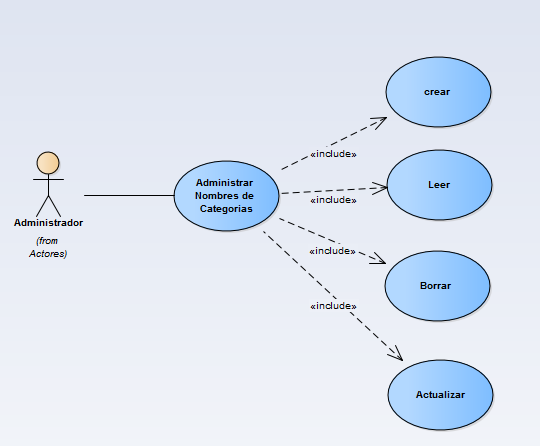 crear
«include»
Administrar
Nombres de
Categorias
Leer
«include»
Administrador
(from
Actores)
«include»
Borrar
«include»
Actualizar